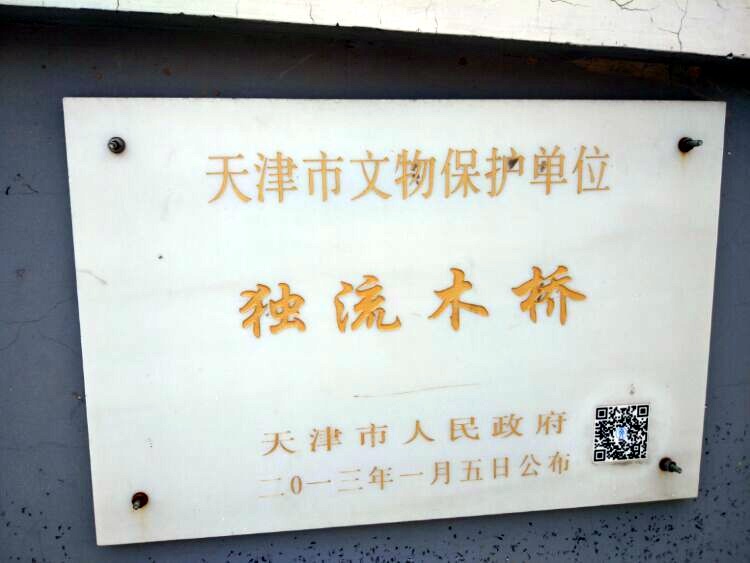 天津市文物保护单位
独流木桥
天津市人民政府
二0一三年一月五日公布